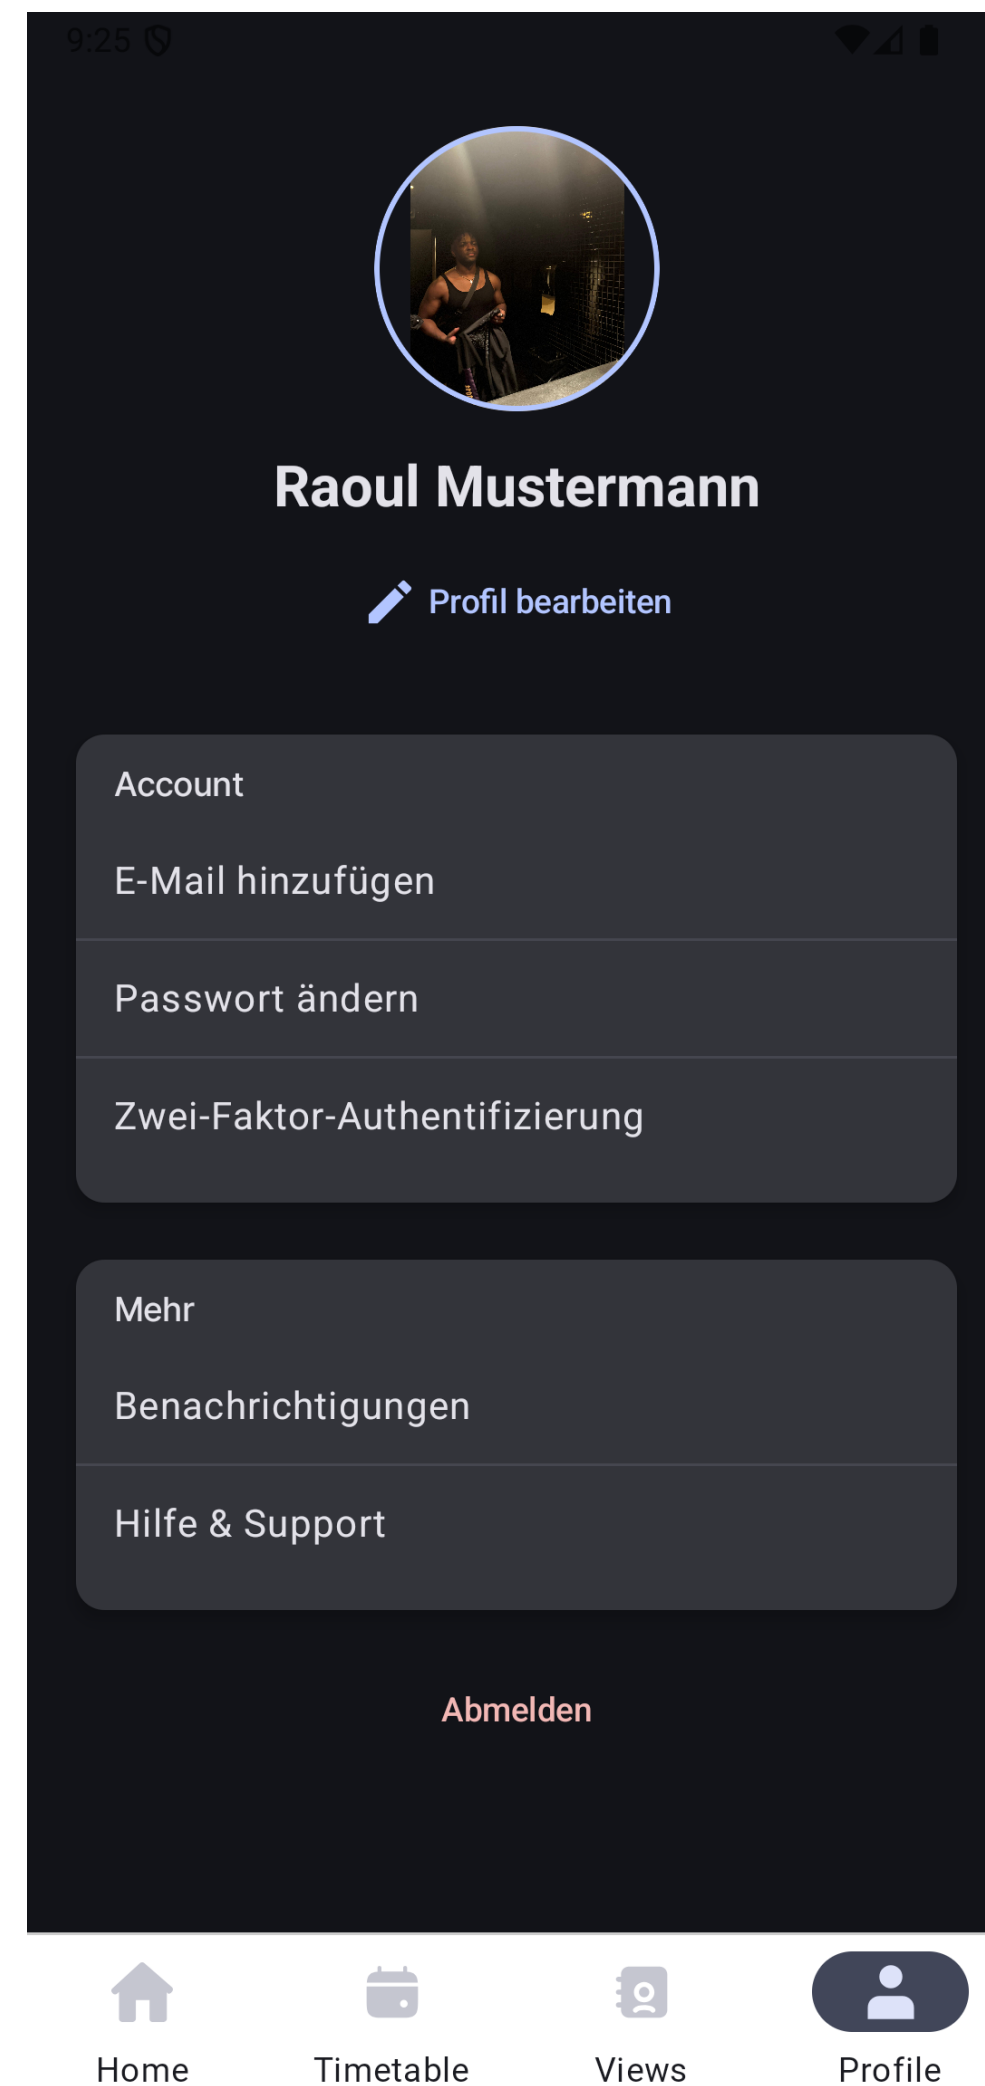 9:25
Raoul Mustermann
Profil bearbeiten
Account
E-Mail hinzufügen
Passwort ändern
Zwei-Faktor-Authentifizierung
Mehr
Benachrichtigungen
Hilfe & Support
Abmelden
Home Timetable Views Profile